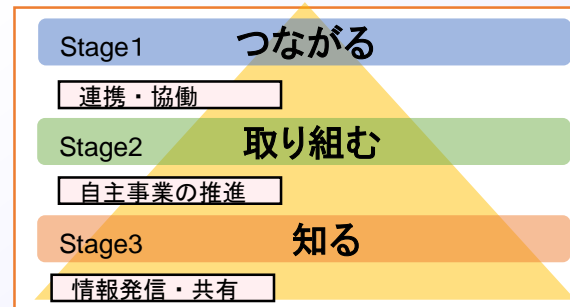 Stage1 つながる
連携・協働
Stage2 取り組む
自主事業の推進
Stage3 知る
情報発信・共有